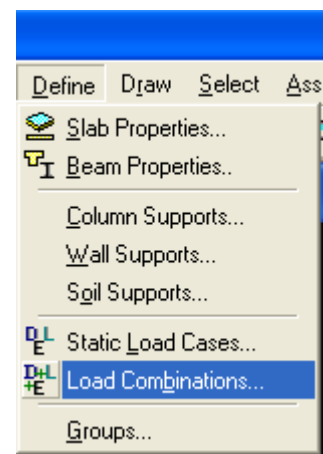 Define Draw Select Ass
Slab Properties...
Beam Properties..
Column Supports...
Wall Supports...
Soil Supports...
Static Load Cases...
Load Combinations...
Groups...